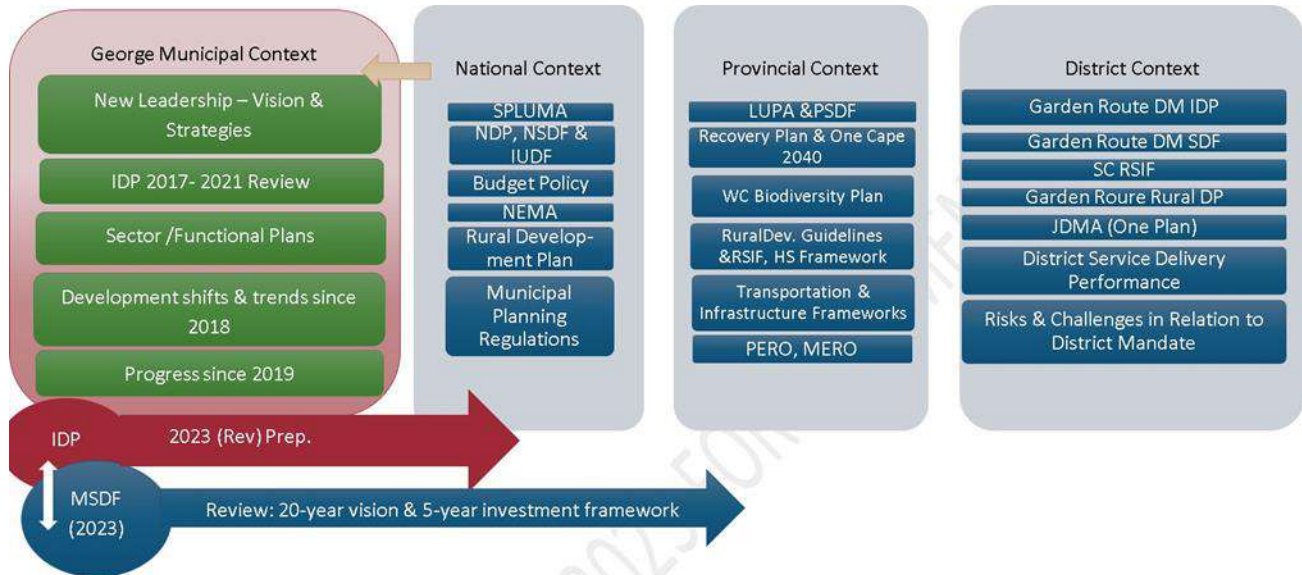 George Municipal Context
New Leadership – Vision &
Strategies
IDP 2017- 2021 Review
Sector /Functional Plans
Development shifts & trends since
2018
Progress since 2019
National Context
SPLUMA
NDP, NSDF &
IUDF
Budget Policy
NEMA
Rural Develop-
ment Plan
Municipal
Planning
Regulations
Provincial Context
LUPA &PSDF
Recovery Plan & One Cape
2040
WC Biodiversity Plan
RuralDev. Guidelines
&RSIF, HS Framework
Transportation &
Infrastructure Frameworks
PERO, MERO
District Context
Garden Route DM IDP
Garden Route DM SDF
SC RSIF
Garden Roure Rural DP
JDMA (One Plan)
District Service Delivery
Performance
Risks & Challenges in Relation to
District Mandate
IDP
2023 (Rev) Prep.
MSDF
(2023)
Review: 20-year vision & 5-year investment framework